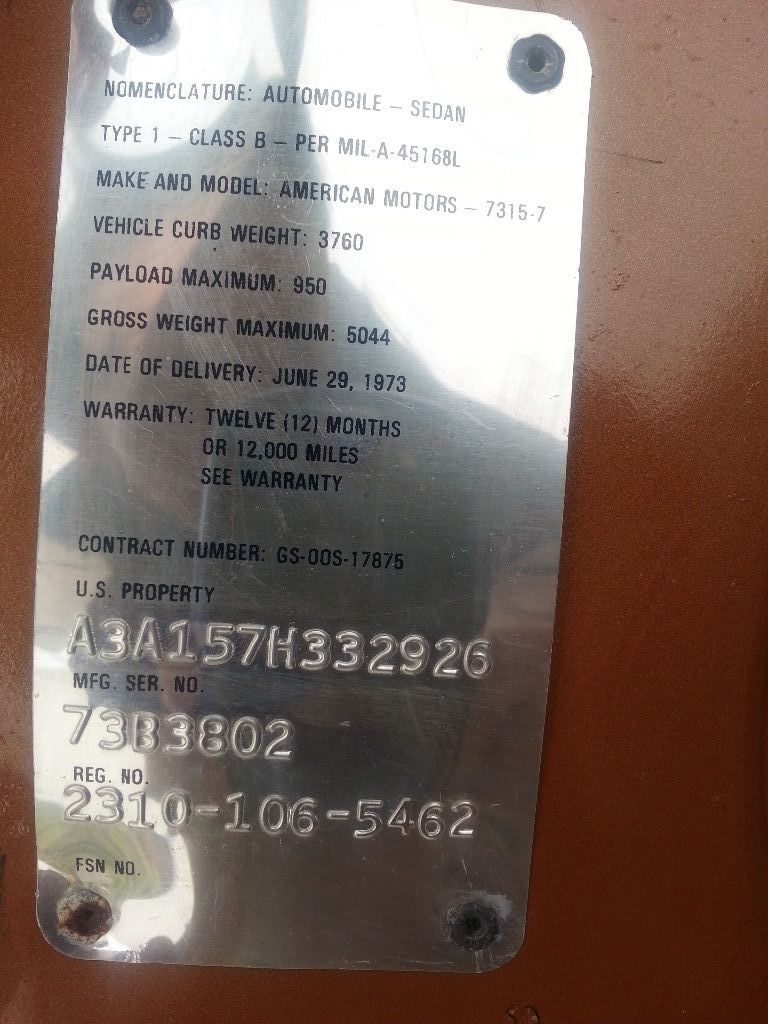 NOMENCLATURE: AUTOMOBILE – SEDAN
TYPE 1 – CLASS B – PER MIL-A-45168L
MAKE AND MODEL: AMERICAN MOTORS – 7315-7
VEHICLE CURB WEIGHT: 3760
PAYLOAD MAXIMUM: 950
GROSS WEIGHT MAXIMUM: 5044
DATE OF DELIVERY: JUNE 29, 1973
WARRANTY: TWELVE (12) MONTHS
OR 12,000 MILES
SEE WARRANTY
CONTRACT NUMBER: GS-00S-17875
U.S. PROPERTY
A3A157H332926
MFG. SER. NO.
73B3802
REG. NO.
2310-106-5462
FSN NO.